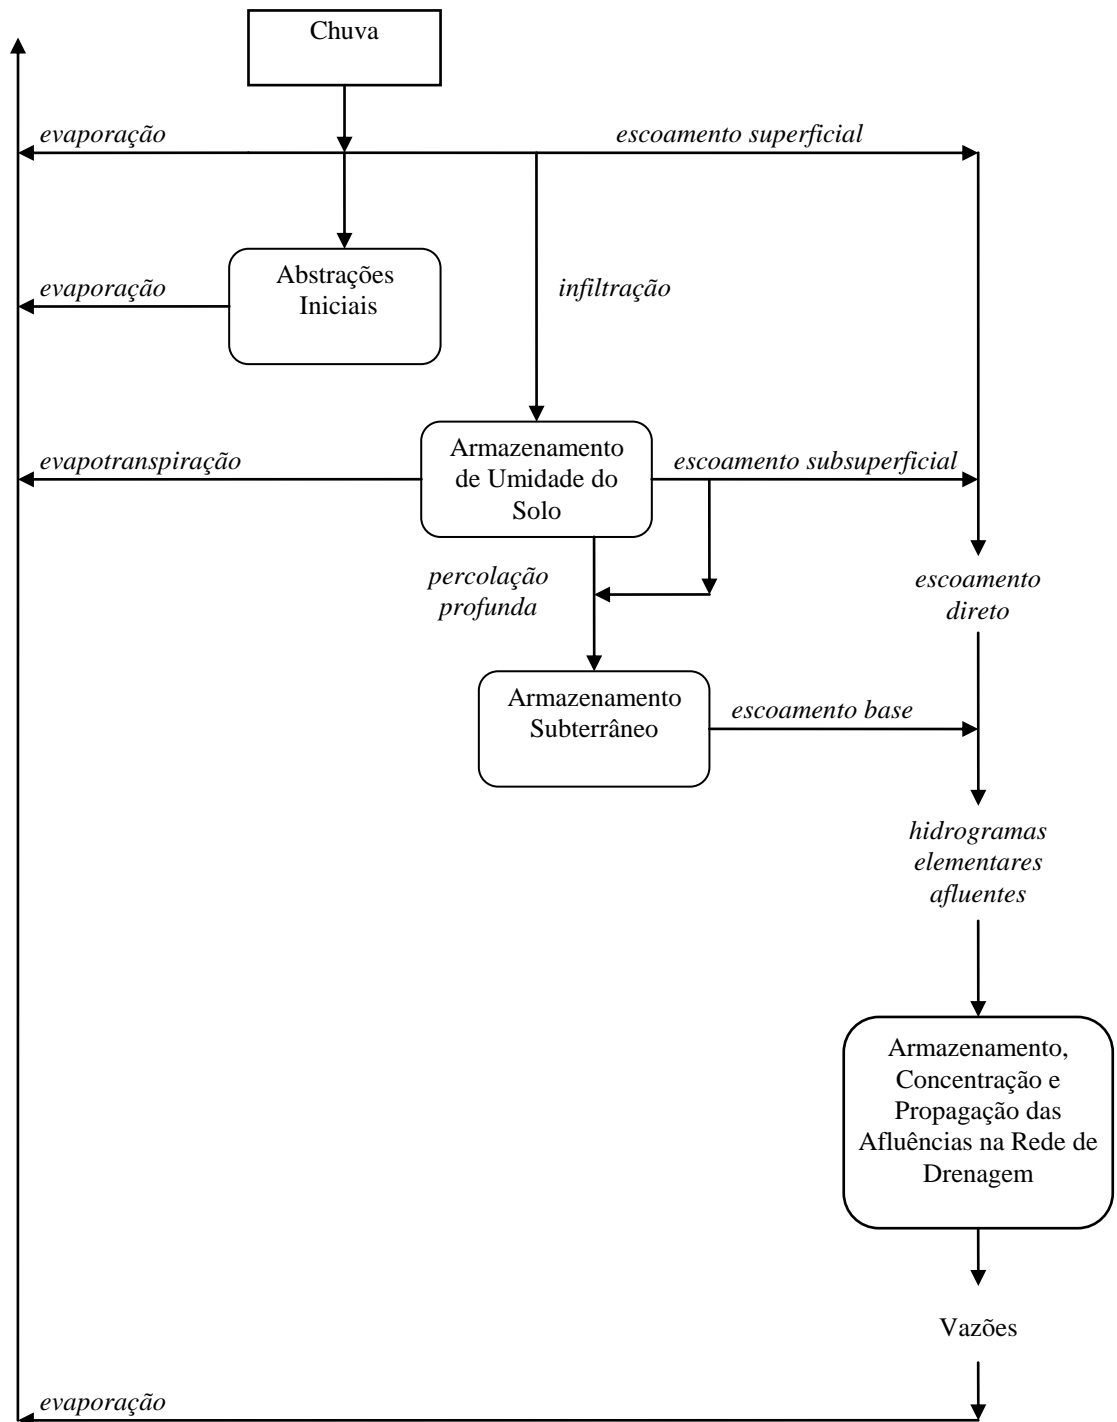 Chuva
evaporação
escoamento superficial
Abstrações
Iniciais
evaporação
infiltração
Armazenamento
de Umidade do
Solo
evapotranspiração
escoamento subsuperficial
percolação
profunda
escoamento
direto
Armazenamento
Subterrâneo
escoamento base
hidrogramas
elementares
afluentes
Armazenamento,
Concentração e
Propagação das
Afluências na Rede de
Drenagem
Vazões
evaporação